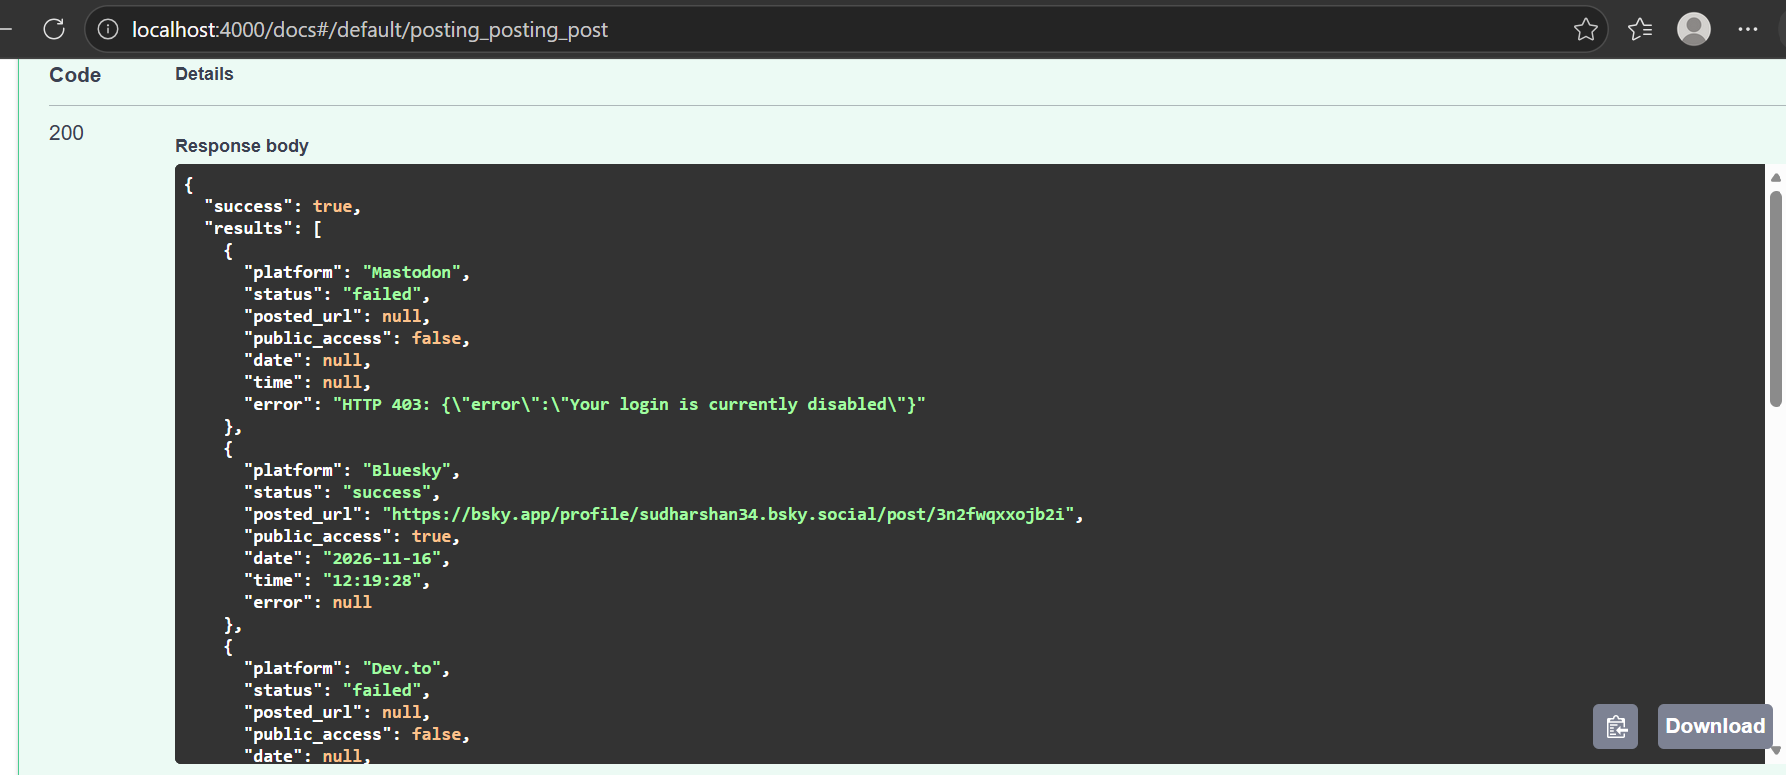 localhost:4000/docs#/default/posting_posting_post
Code Details
200
Response body
{
  "success": true,
  "results": [
    {
      "platform": "Mastodon",
      "status": "failed",
      "posted_url": null,
      "public_access": false,
      "date": null,
      "time": null,
      "error": "HTTP 403: {\"error\":\"Your login is currently disabled\"}"
    },
    {
      "platform": "Bluesky",
      "status": "success",
      "posted_url": "https://bsky.app/profile/sudharshan34.bsky.social/post/3n2fwqxxojb2i",
      "public_access": true,
      "date": "2026-11-16",
      "time": "12:19:28",
      "error": null
    },
    {
      "platform": "Dev.to",
      "status": "failed",
      "posted_url": null,
      "public_access": false,
      "date": null,
Download